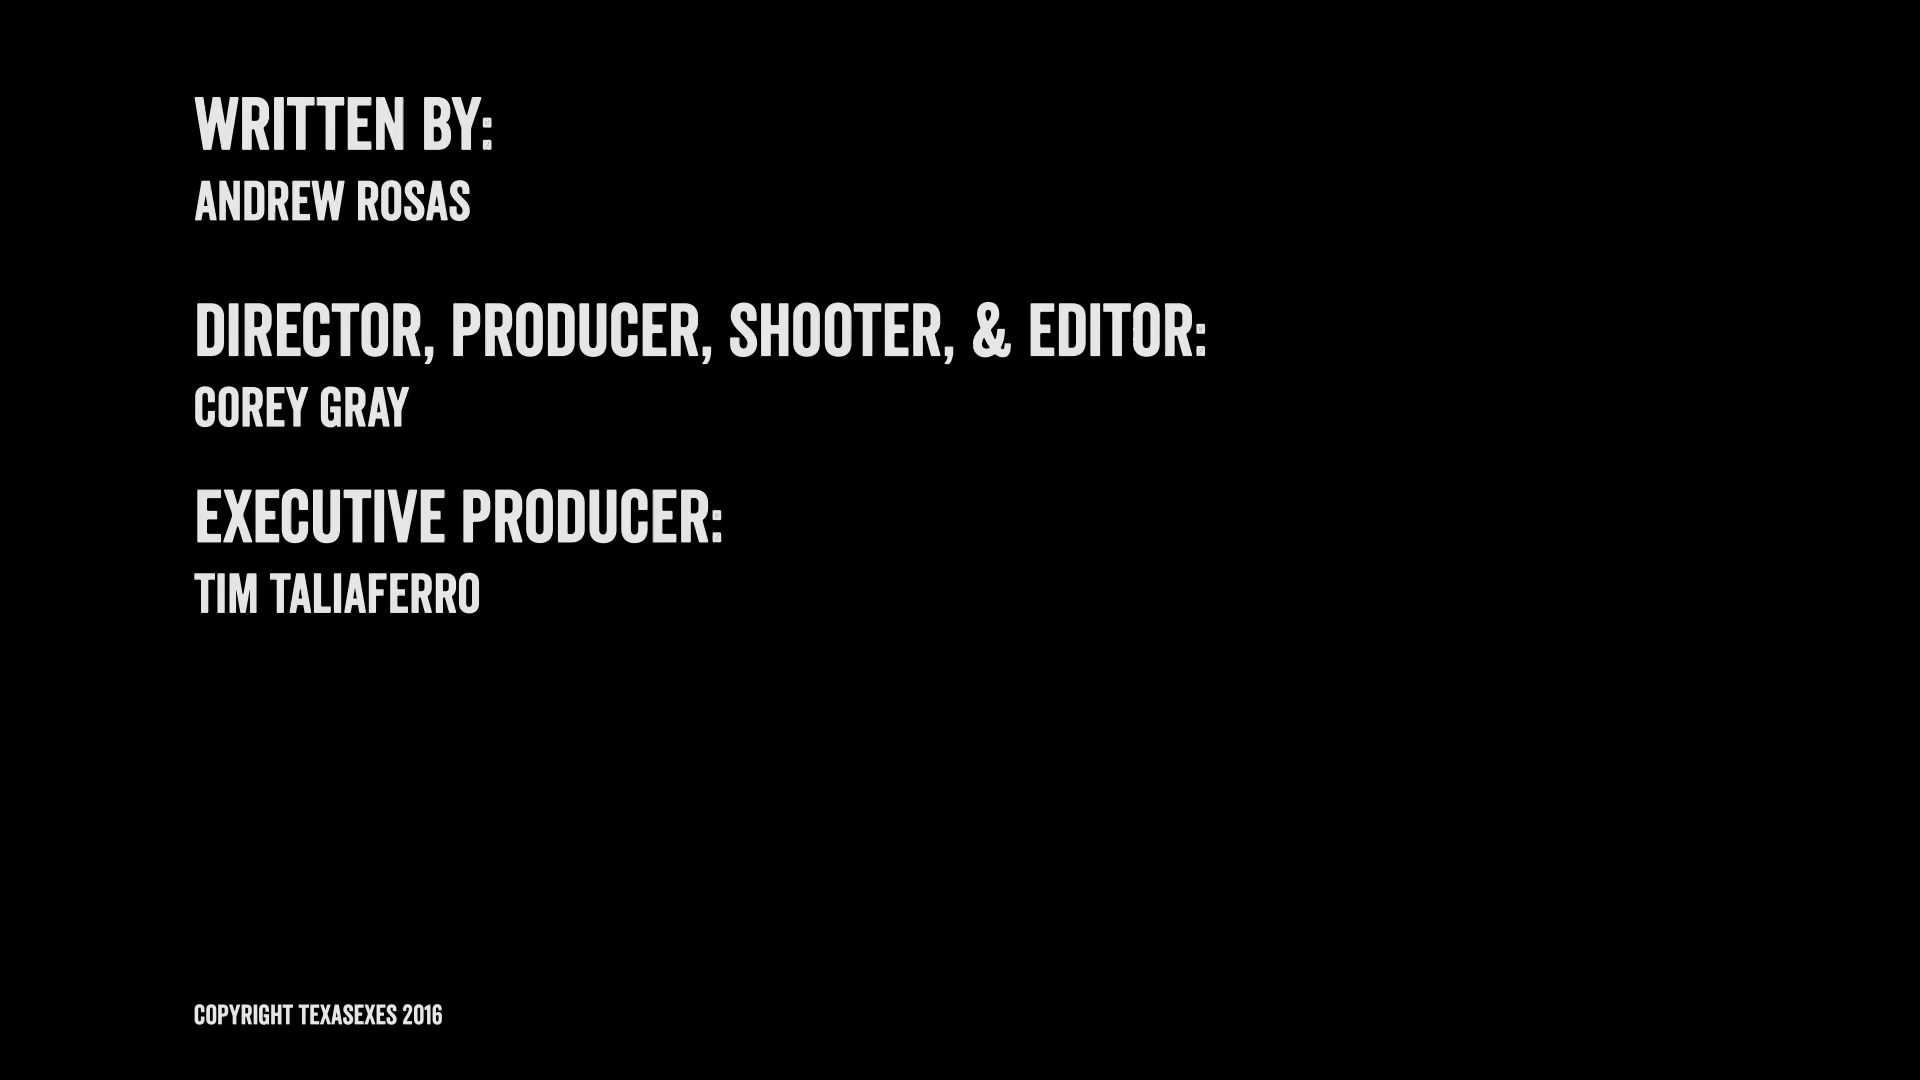 WRITTEN BY:
ANDREW ROSAS
DIRECTOR, PRODUCER, SHOOTER, & EDITOR:
COREY GRAY
EXECUTIVE PRODUCER:
TIM TALIAFERRO
COPYRIGHT TEXASEXES 2016